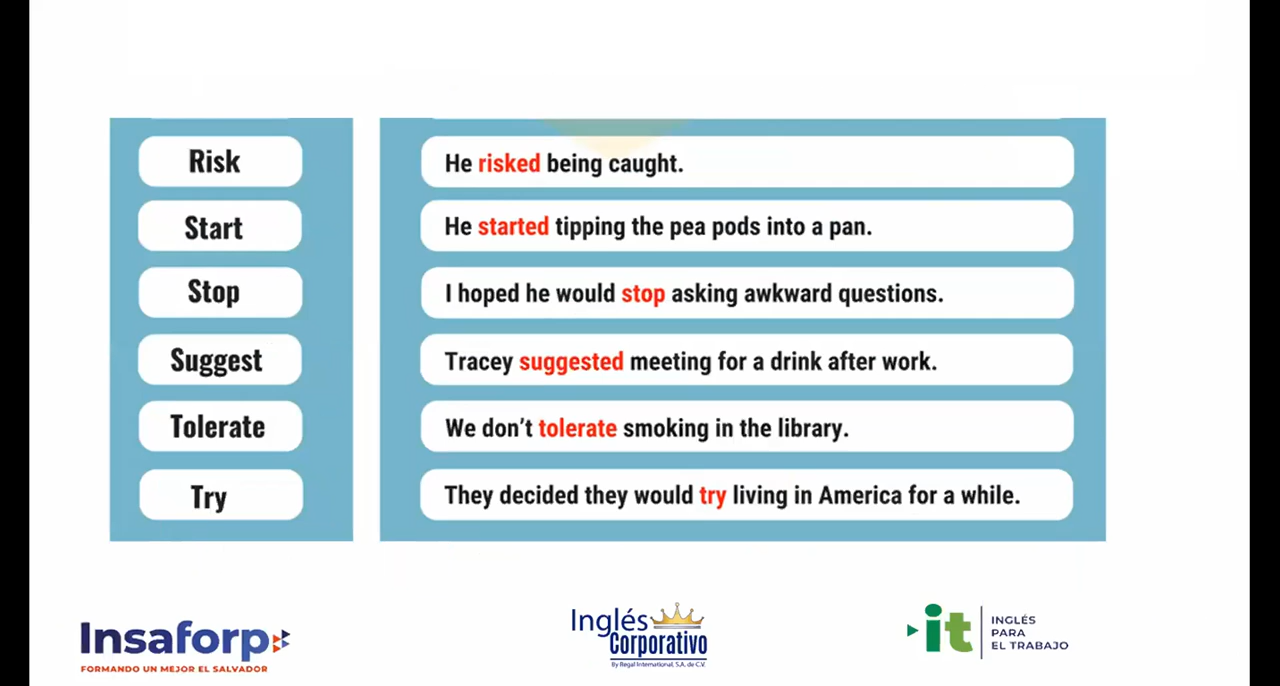 Risk
He risked being caught.
Start
He started tipping the pea pods into a pan.
Stop
I hoped he would stop asking awkward questions.
Suggest
Tracey suggested meeting for a drink after work.
Tolerate
We don’t tolerate smoking in the library.
Try
They decided they would try living in America for a while.
Insaforp
FORMANDO UN MEJOR EL SALVADOR
Inglés
Corporativo
By Regal International, S.A. de C.V.
it
INGLÉS
PARA
EL TRABAJO